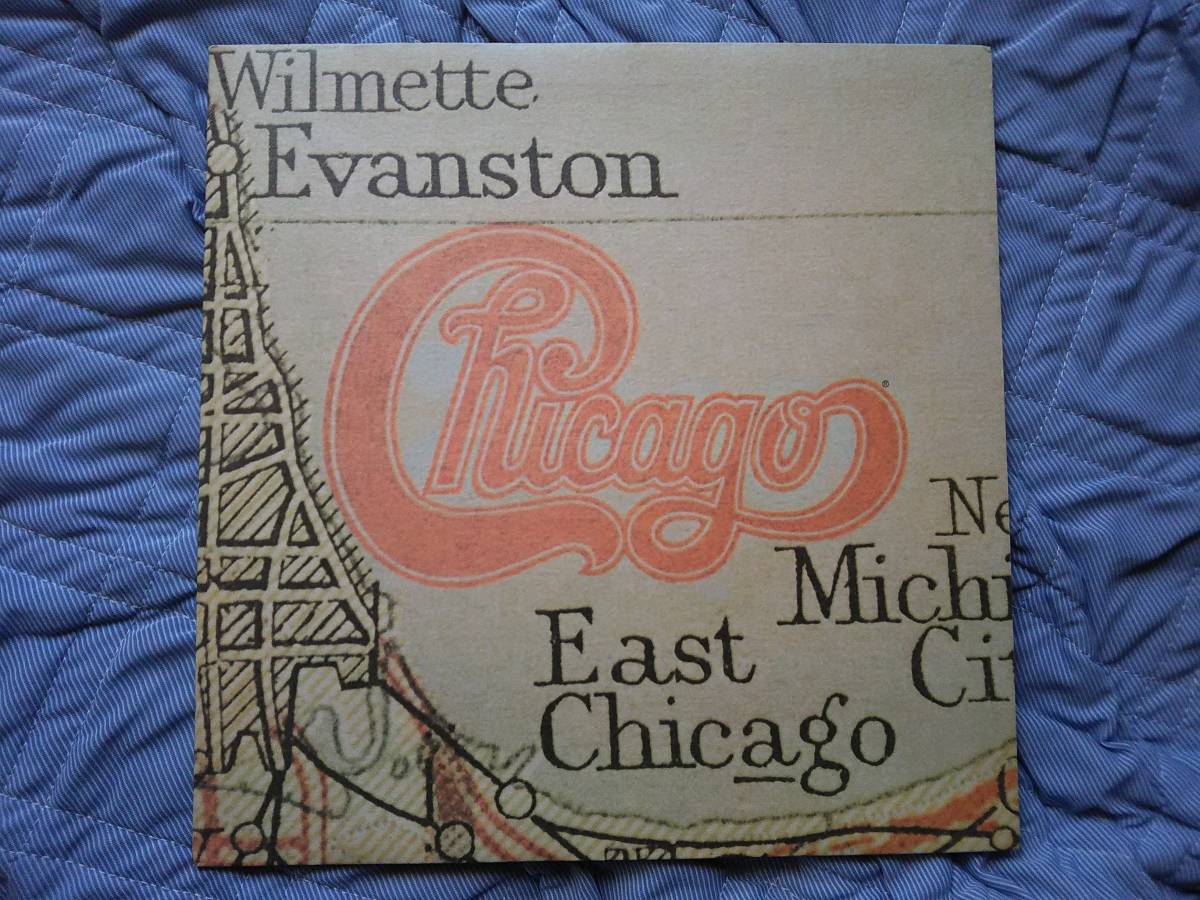 Wilmette
Evanston
Chicago
®
Ne
Michi
Ci
East
Chicago